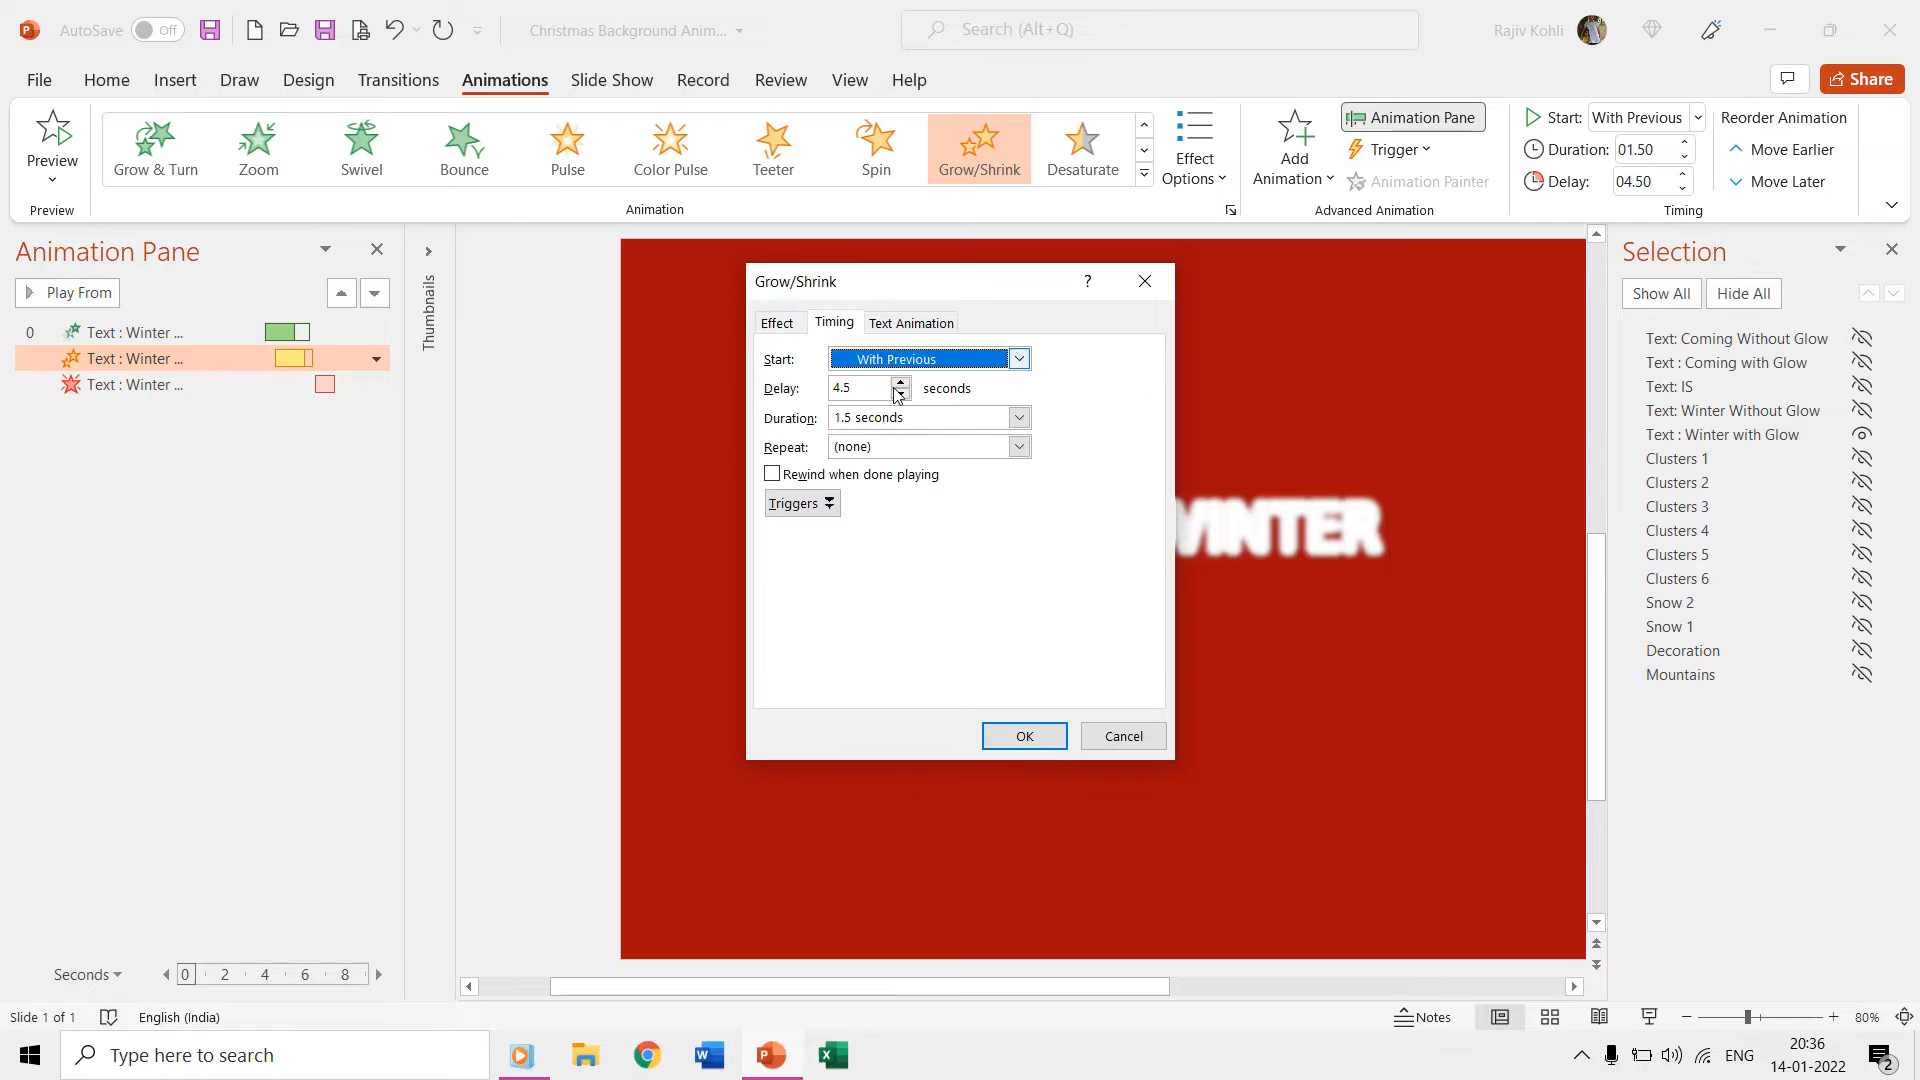 AutoSave Off Christmas Background Anim... Search (Alt+Q) Rajiv Kohli
File Home Insert Draw Design Transitions Animations Slide Show Record Review View Help Share
Preview
Grow & Turn Zoom Swivel Bounce Pulse Color Pulse Teeter Spin Grow/Shrink Desaturate
Effect Options
Add Animation
Animation Pane
Trigger
Animation Painter
Start: With Previous
Duration: 01.50
Delay: 04.50
Reorder Animation
Move Earlier
Move Later
Preview Animation Advanced Animation Timing
Animation Pane
Play From
0 Text : Winter ...
Text : Winter ...
Text : Winter ...
Seconds 0 2 4 6 8
Thumbnails
Grow/Shrink ?
Effect Timing Text Animation
Start: With Previous
Delay: 4.5 seconds
Duration: 1.5 seconds
Repeat: (none)
Rewind when done playing
Triggers
OK Cancel
WINTER
Selection
Show All Hide All
Text: Coming Without Glow
Text : Coming with Glow
Text: IS
Text: Winter Without Glow
Text : Winter with Glow
Clusters 1
Clusters 2
Clusters 3
Clusters 4
Clusters 5
Clusters 6
Snow 2
Snow 1
Decoration
Mountains
Slide 1 of 1 English (India) Notes 80%
Type here to search
ENG
20:36
14-01-2022
2